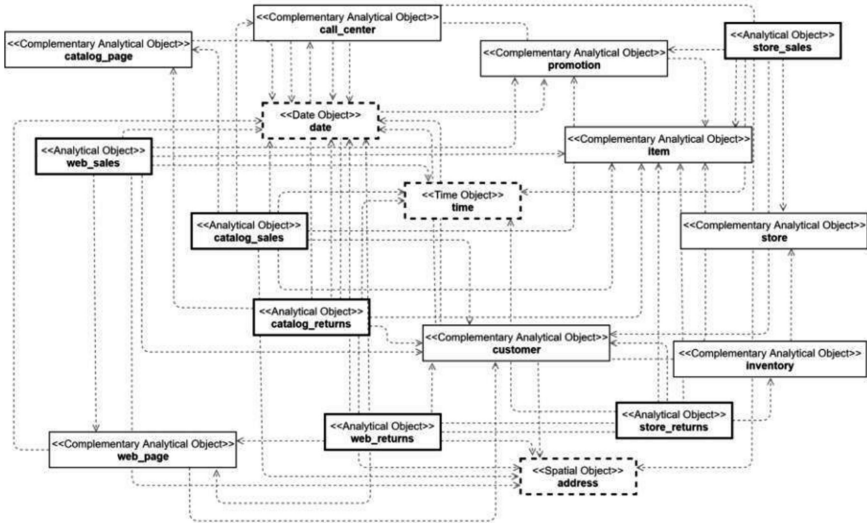 <<Complementary Analytical Object>>
call_center
<<Complementary Analytical Object>>
catalog_page
<<Complementary Analytical Object>>
promotion
<<Analytical Object>>
store_sales
<<Date Object>>
date
<<Analytical Object>>
web_sales
<<Complementary Analytical Object>>
item
<<Time Object>>
time
<<Analytical Object>>
catalog_sales
<<Complementary Analytical Object>>
store
<<Analytical Object>>
catalog_returns
<<Complementary Analytical Object>>
customer
<<Complementary Analytical Object>>
inventory
<<Analytical Object>>
web_returns
<<Analytical Object>>
store_returns
<<Complementary Analytical Object>>
web_page
<<Spatial Object>>
address